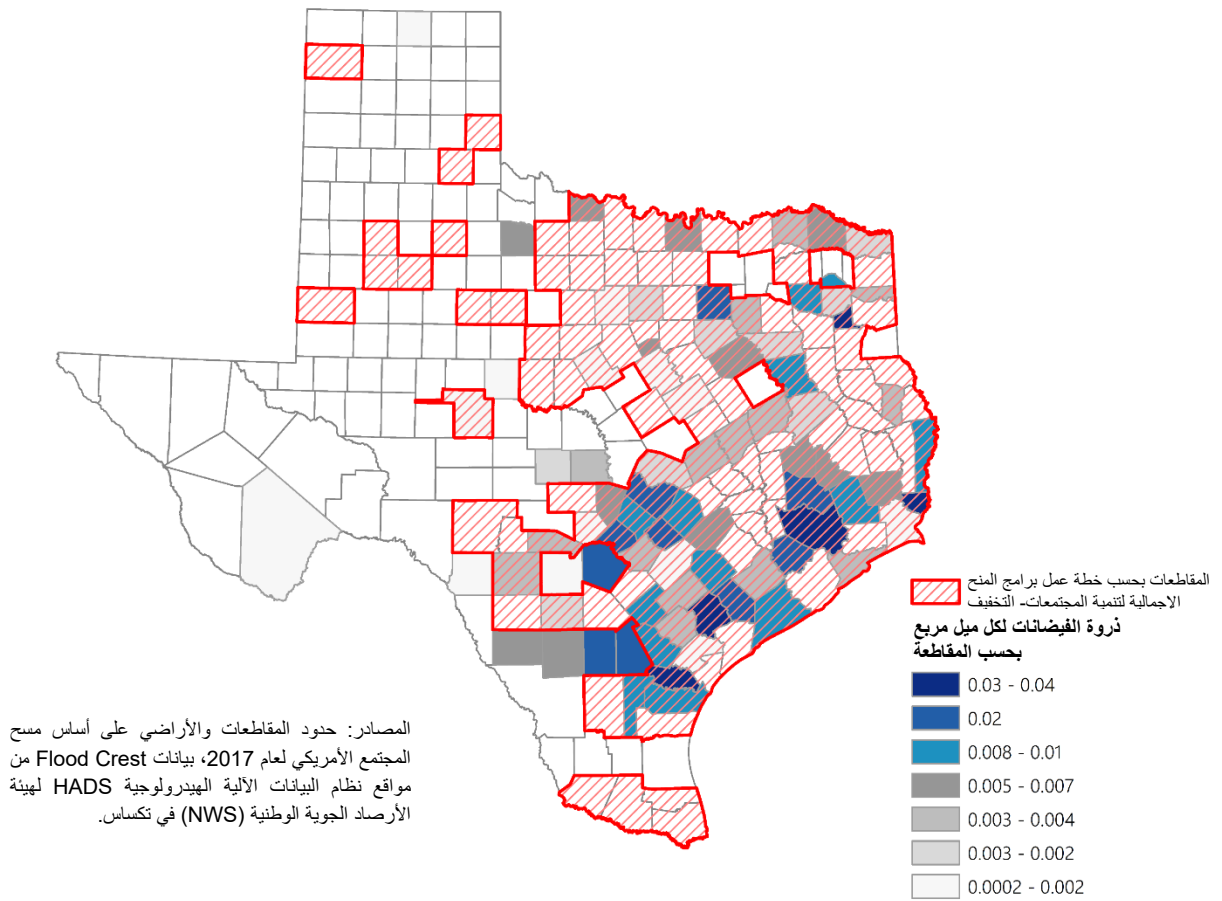 المقاطعات بحسب خطة عمل برامج المنح
الاجمالية لتنمية المجتمعات- التخفيف
ذروة الفيضانات لكل ميل مربع
بحسب المقاطعة
0.03 - 0.04
0.02
0.008 - 0.01
0.005 - 0.007
0.003 - 0.004
0.003 - 0.002
0.0002 - 0.002
المصادر: حدود المقاطعات والأراضي على أساس مسح
المجتمع الأمريكي لعام 2017، بيانات Flood Crest من
مواقع نظام البيانات الآلية الهيدرولوجية HADS لهيئة
الأرصاد الجوية الوطنية (NWS) في تكساس.